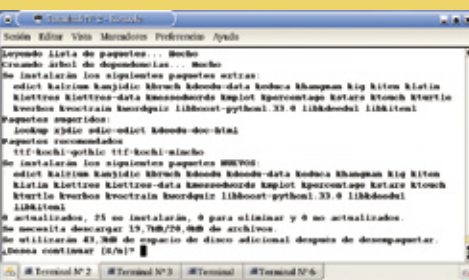 Terminal Nº 2 - Konsole
Sesión Editar Vista Marcadores Preferencias Ayuda
Leyendo lista de paquetes... Hecho
Creando árbol de dependencias... Hecho
Se instalarán los siguientes paquetes extras:
edict kalzium kanjidic kbruch kdeedu-data keduca khangman kig kiten klatin
klettres klettres-data kmessedwords kmplot kpercentage kstars ktouch kturtle
kverbos kvoctrain kwordquiz libboost-python1.33.0 libkdeedu1 libkiten1
Paquetes sugeridos:
lookup xjdic sdic-edict kdeedu-doc-html
Paquetes recomendados
ttf-kochi-gothic ttf-kochi-mincho
Se instalarán los siguientes paquetes NUEVOS:
edict kalzium kanjidic kbruch kdeedu kdeedu-data keduca khangman kig kiten
klatin klettres klettres-data kmessedwords kmplot kpercentage kstars ktouch
kturtle kverbos kvoctrain kwordquiz libboost-python1.33.0 libkdeedu1
libkiten1
0 actualizados, 25 se instalarán, 0 para eliminar y 0 no actualizados.
Se necesita descargar 19,7MB/20,0MB de archivos.
Se utilizarán 43,3MB de espacio de disco adicional después de desempaquetar.
¿Desea continuar [S/n]?
Terminal Nº 2 Terminal Nº 3 Terminal Terminal Nº 6